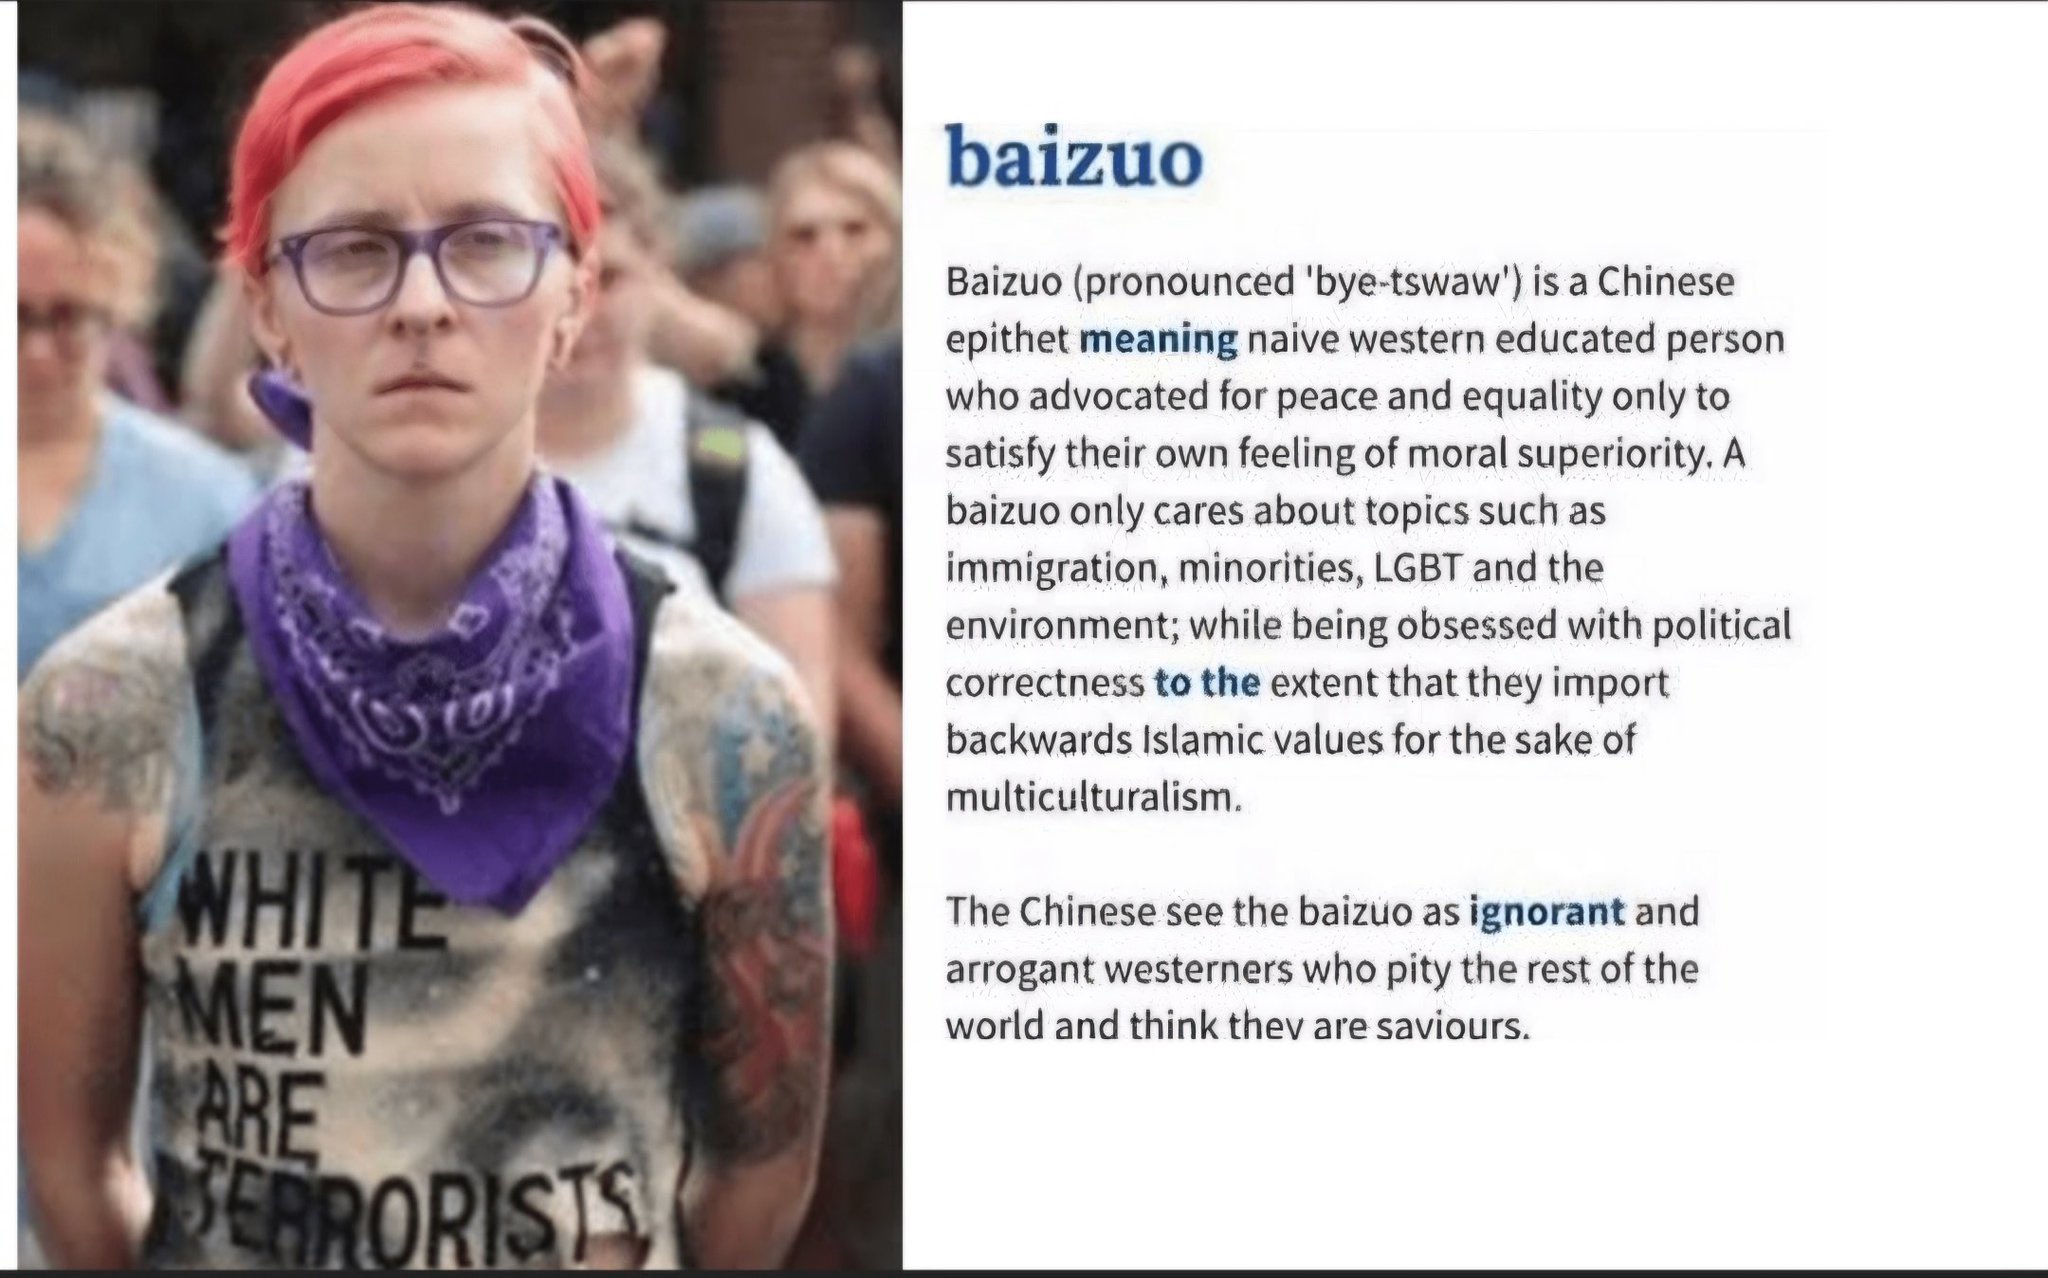 WHITE
MEN
ARE
TERRORISTS
baizuo
Baizuo (pronounced 'bye-tswaw') is a Chinese
epithet meaning naive western educated person
who advocated for peace and equality only to
satisfy their own feeling of moral superiority. A
baizuo only cares about topics such as
immigration, minorities, LGBT and the
environment; while being obsessed with political
correctness to the extent that they import
backwards Islamic values for the sake of
multiculturalism.
The Chinese see the baizuo as ignorant and
arrogant westerners who pity the rest of the
world and think they are saviours.